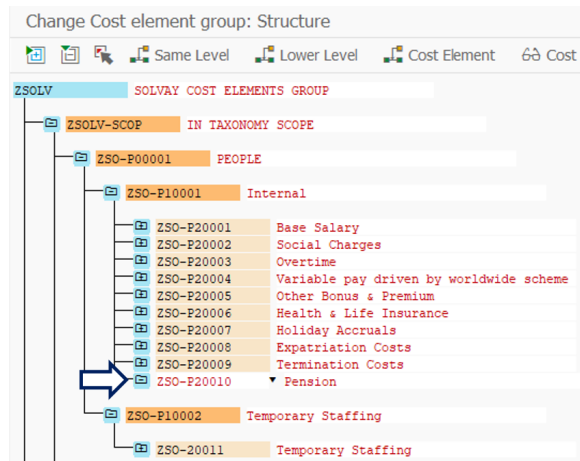 Change Cost element group: Structure
Same Level Lower Level Cost Element Cost
ZSOLV SOLVAY COST ELEMENTS GROUP
ZSOLV-SCOP IN TAXONOMY SCOPE
ZSO-P00001 PEOPLE
ZSO-P10001 Internal
ZSO-P20001 Base Salary
ZSO-P20002 Social Charges
ZSO-P20003 Overtime
ZSO-P20004 Variable pay driven by worldwide scheme
ZSO-P20005 Other Bonus & Premium
ZSO-P20006 Health & Life Insurance
ZSO-P20007 Holiday Accruals
ZSO-P20008 Expatriation Costs
ZSO-P20009 Termination Costs
ZSO-P20010 Pension
ZSO-P10002 Temporary Staffing
ZSO-20011 Temporary Staffing